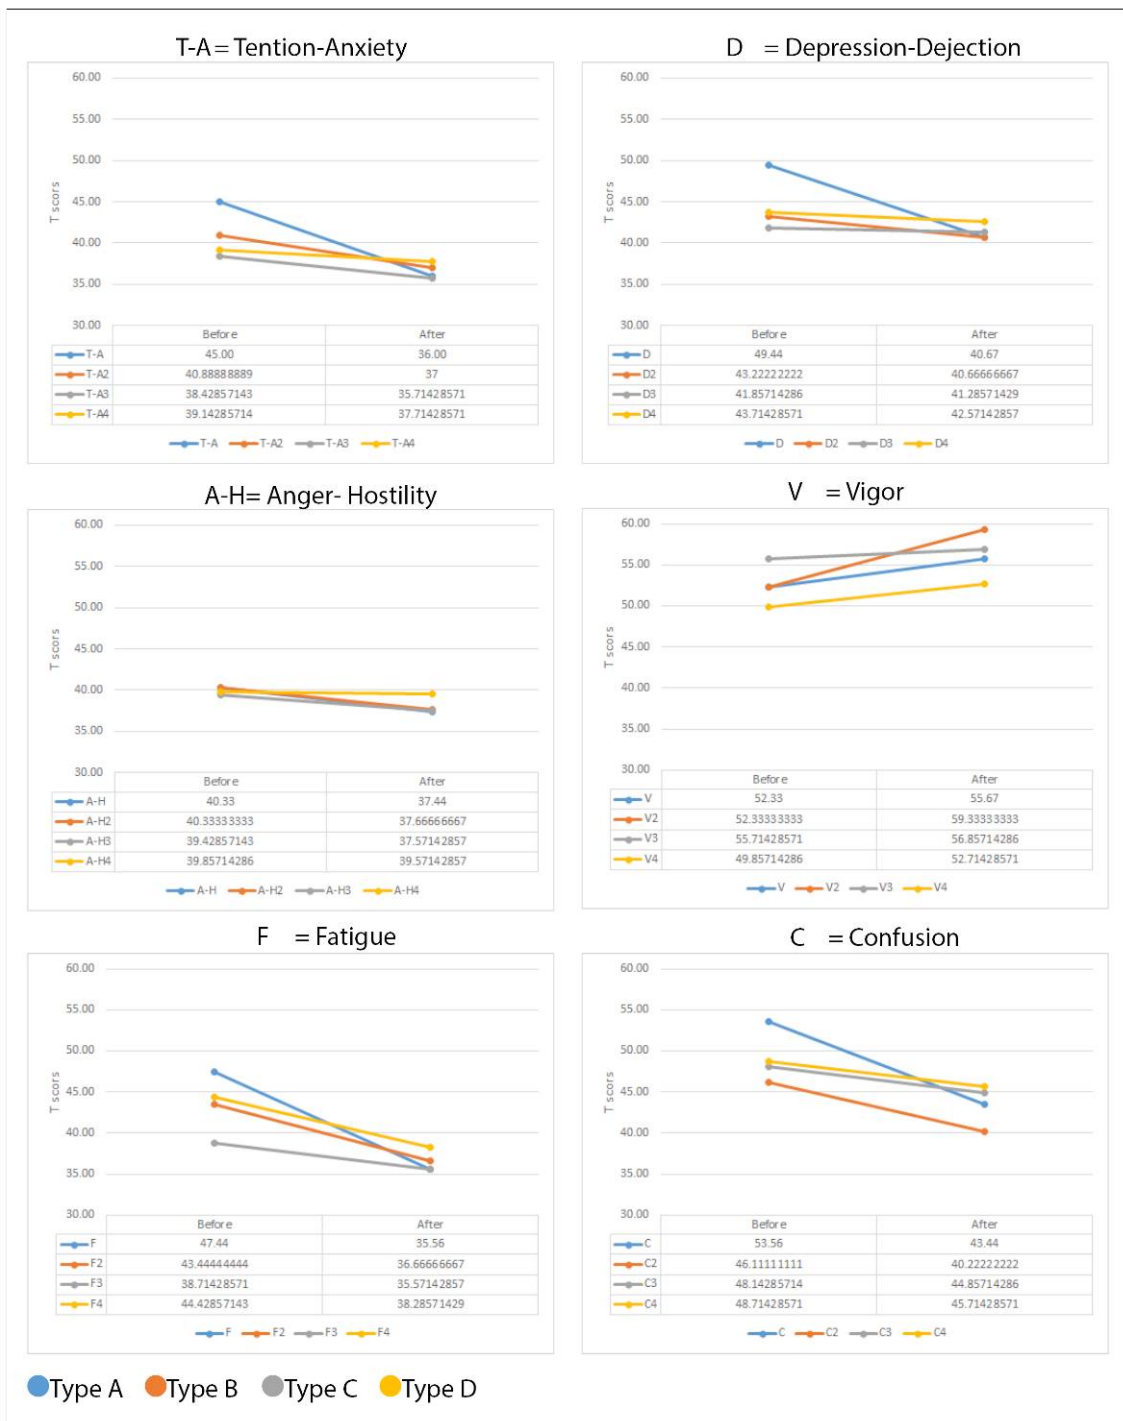 T-A = Tention-Anxiety
60.00
55.00
50.00
45.00
40.00
35.00
30.00
T scors
Before After
T-A 45.00 36.00
T-A2 40.88888889 37
T-A3 38.42857143 35.71428571
T-A4 39.14285714 37.71428571
T-A T-A2 T-A3 T-A4
D = Depression-Dejection
60.00
55.00
50.00
45.00
40.00
35.00
30.00
T scors
Before After
D 49.44 40.67
D2 43.22222222 40.66666667
D3 41.85714286 41.28571429
D4 43.71428571 42.57142857
D D2 D3 D4
A-H= Anger- Hostility
60.00
55.00
50.00
45.00
40.00
35.00
30.00
T scors
Before After
A-H 40.33 37.44
A-H2 40.33333333 37.66666667
A-H3 39.42857143 37.57142857
A-H4 39.85714286 39.57142857
A-H A-H2 A-H3 A-H4
V = Vigor
60.00
55.00
50.00
45.00
40.00
35.00
30.00
T scors
Before After
V 52.33 55.67
V2 52.33333333 59.33333333
V3 55.71428571 56.85714286
V4 49.85714286 52.71428571
V V2 V3 V4
F = Fatigue
60.00
55.00
50.00
45.00
40.00
35.00
30.00
T scors
Before After
F 47.44 35.56
F2 43.44444444 36.66666667
F3 38.71428571 35.57142857
F4 44.42857143 38.28571429
F F2 F3 F4
C = Confusion
60.00
55.00
50.00
45.00
40.00
35.00
30.00
T scors
Before After
C 53.56 43.44
C2 46.11111111 40.22222222
C3 48.14285714 44.85714286
C4 48.71428571 45.71428571
C C2 C3 C4
Type A Type B Type C Type D